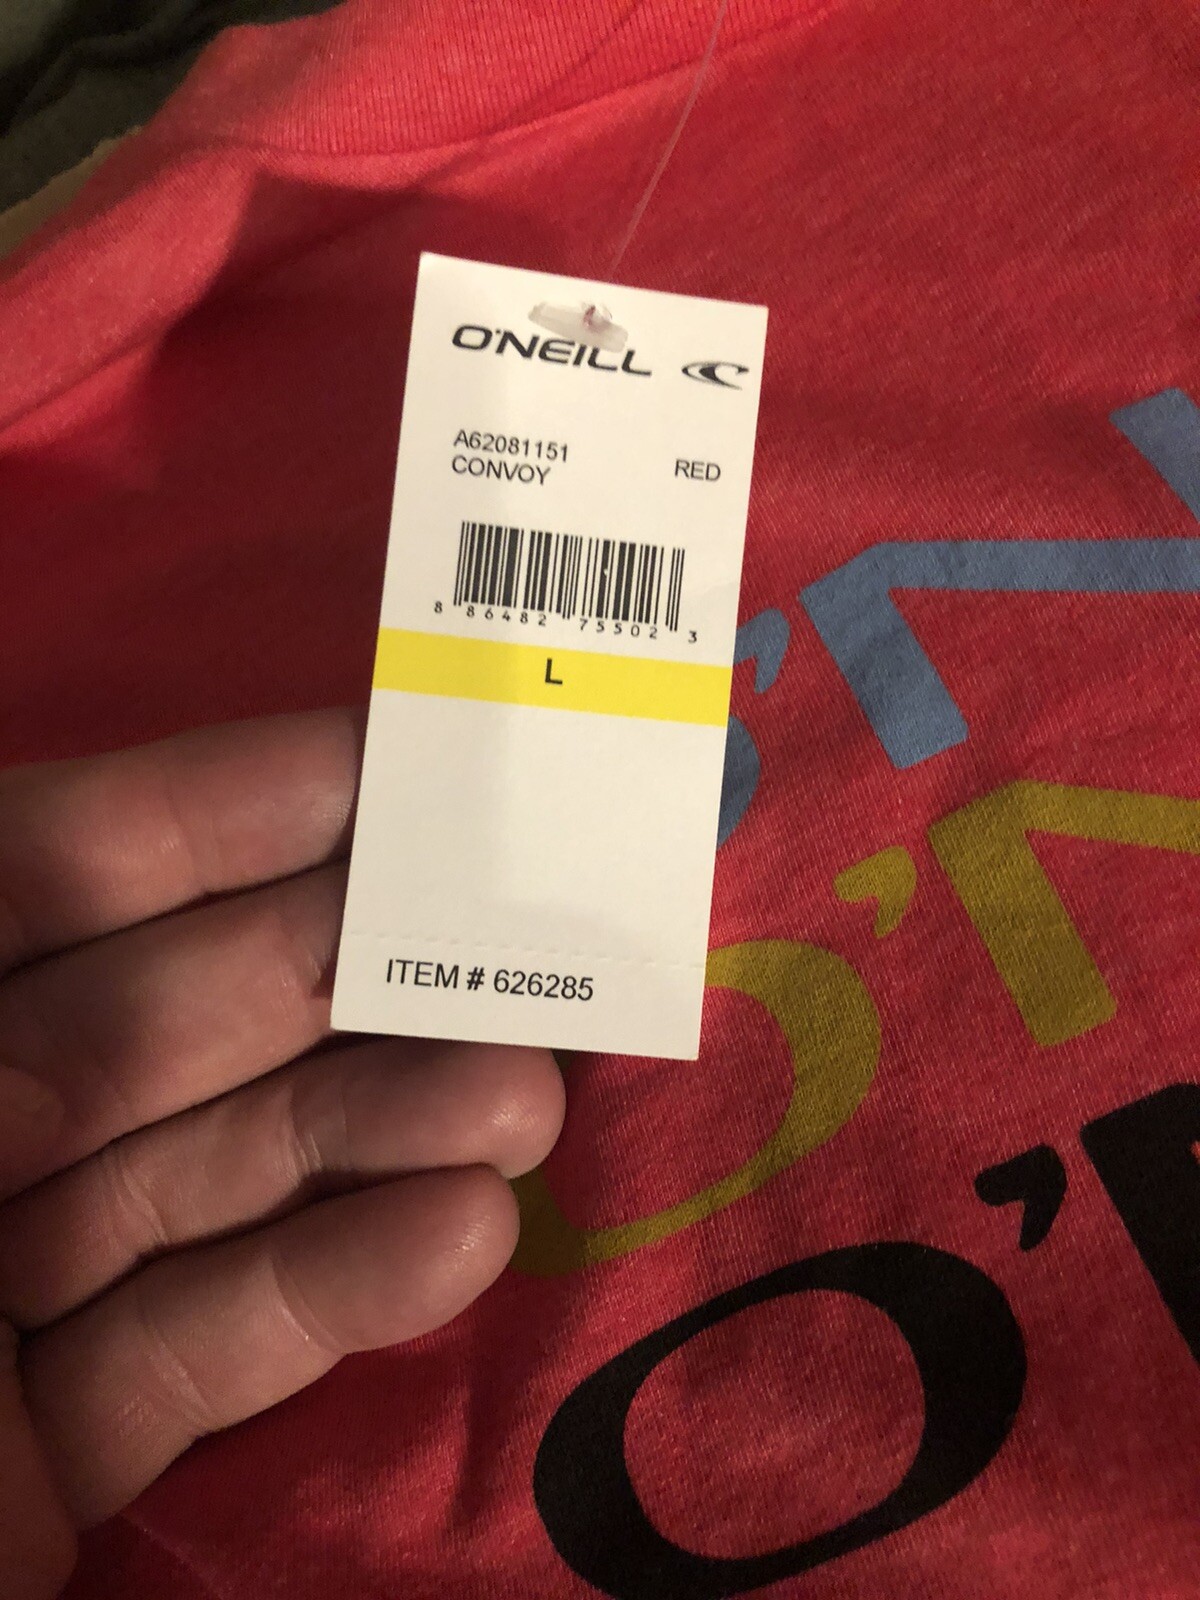 O'NEILL
A62081151
CONVOY RED
8 86482 75502 3
L
ITEM # 626285
O'